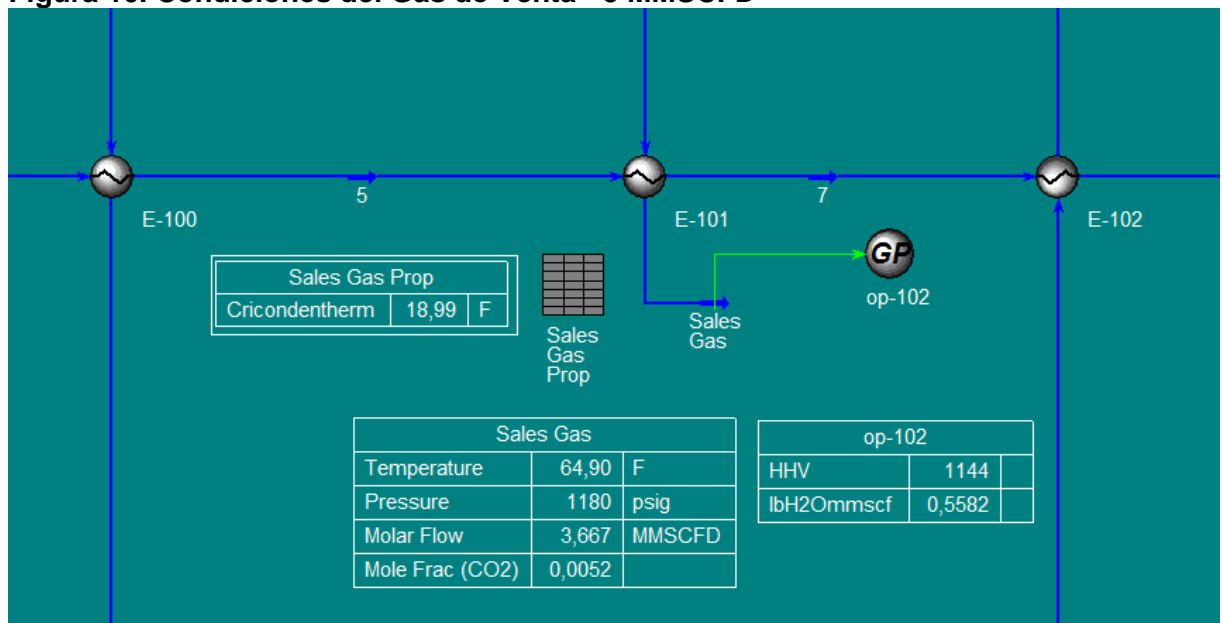 5
7
E-100
E-101
E-102
GP
op-102
Sales Gas Prop
Cricondentherm 18,99 F
Sales
Gas
Prop
Sales
Gas
Sales Gas
Temperature 64,90 F
Pressure 1180 psig
Molar Flow 3,667 MMSCFD
Mole Frac (CO2) 0,0052
op-102
HHV 1144
lbH2Ommscf 0,5582